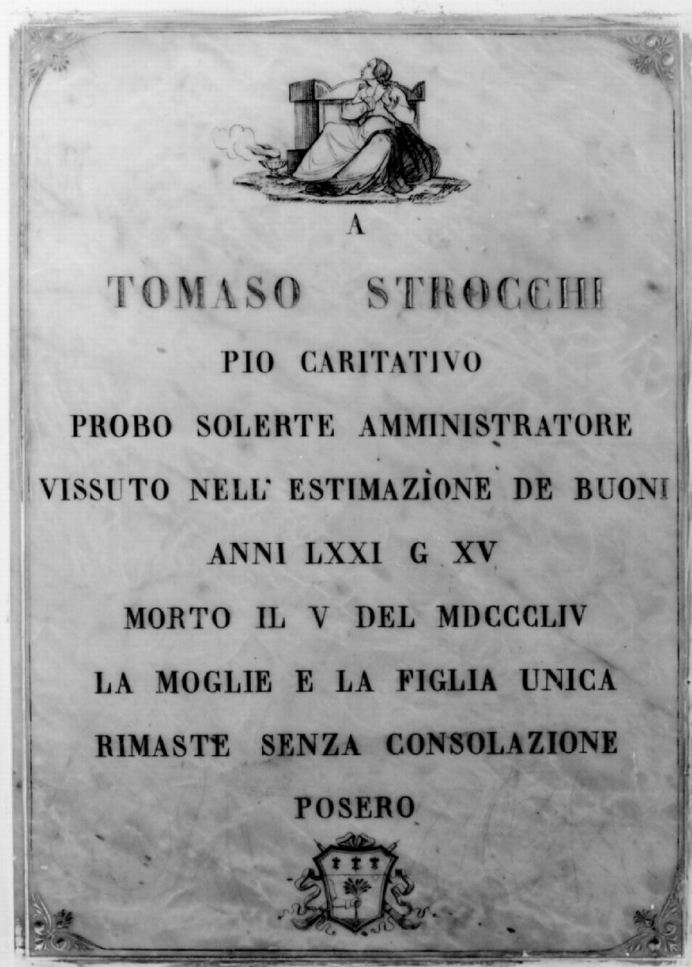 A
TOMASO STROCCHI
PIO CARITATIVO
PROBO SOLERTE AMMINISTRATORE
VISSUTO NELL' ESTIMAZÌONE DE BUONI
ANNI LXXI G XV
MORTO IL V DEL MDCCCLIV
LA MOGLIE E LA FIGLIA UNICA
RIMASTE SENZA CONSOLAZIONE
POSERO